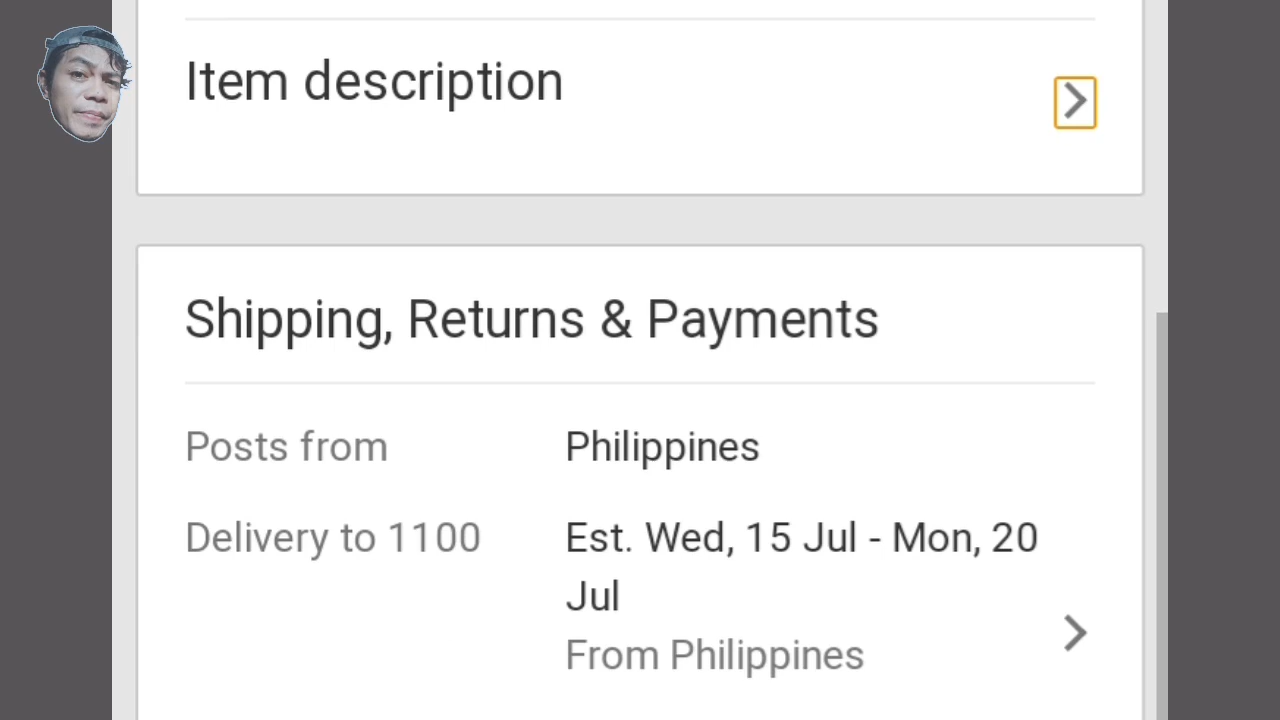 Item description
Shipping, Returns & Payments
Posts from
Philippines
Delivery to 1100
Est. Wed, 15 Jul - Mon, 20
Jul
From Philippines